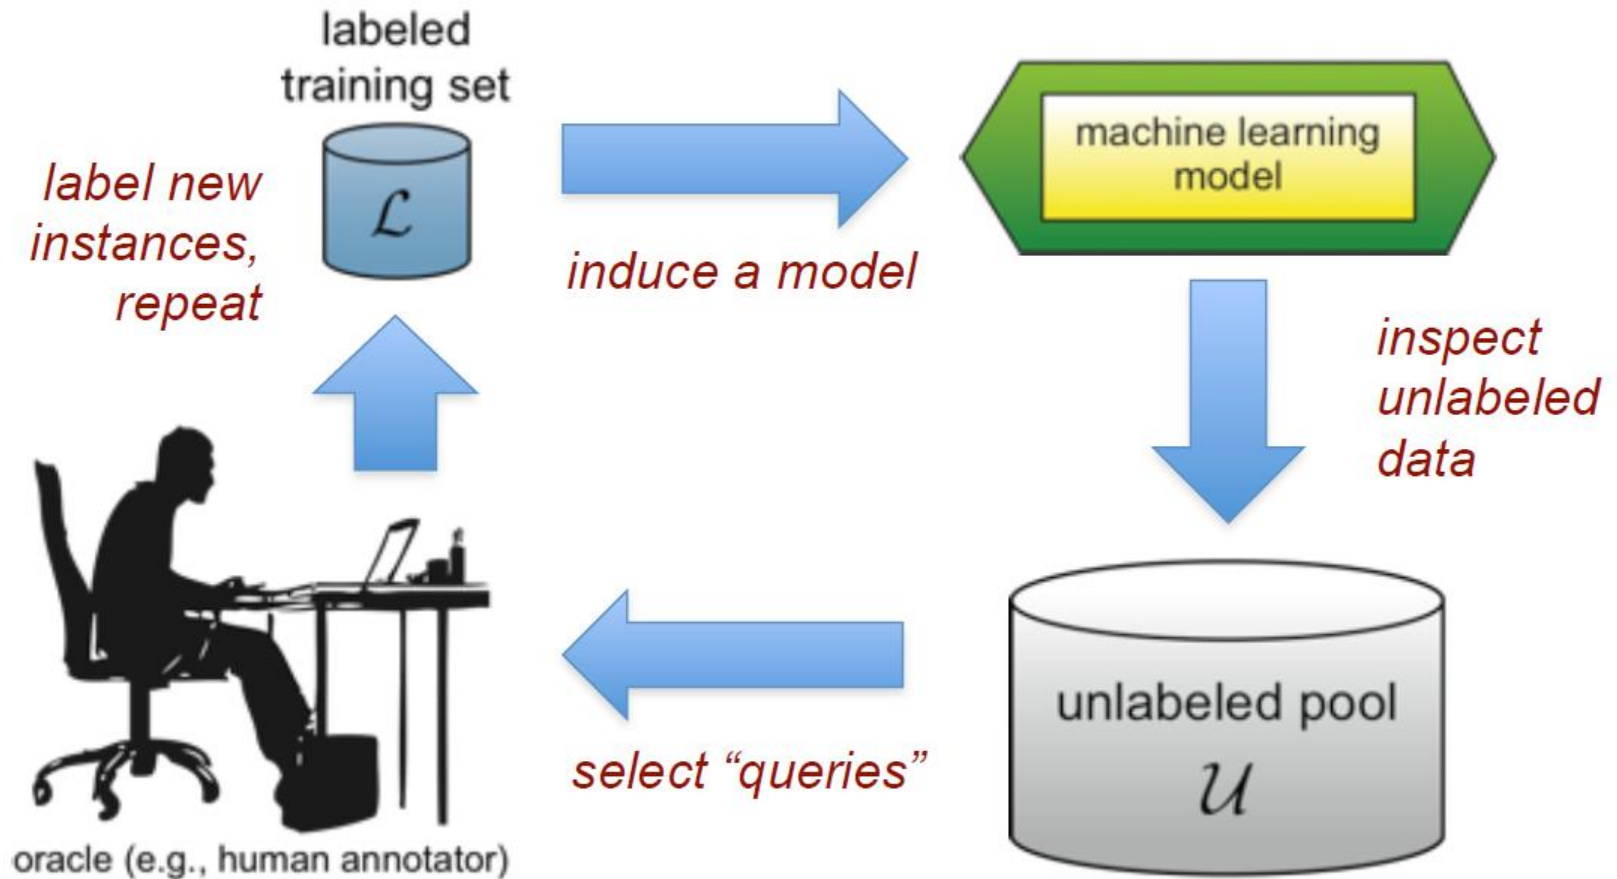 labeled
training set
ℒ
label new
instances,
repeat
induce a model
machine learning
model
inspect
unlabeled
data
unlabeled pool
𝒰
select “queries”
oracle (e.g., human annotator)